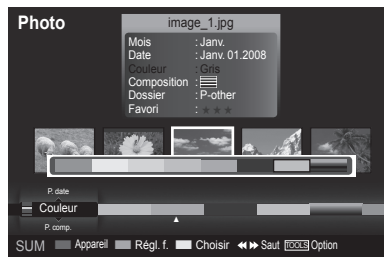 Photo
image_1.jpg
Mois : Janv.
Date : Janv. 01.2008
Couleur : Gris
Composition :
Dossier : P-other
Favori : ★★★
P. date
Couleur
P. comp.
SUM Appareil Régl. f. Choisir Saut TOOLS Option